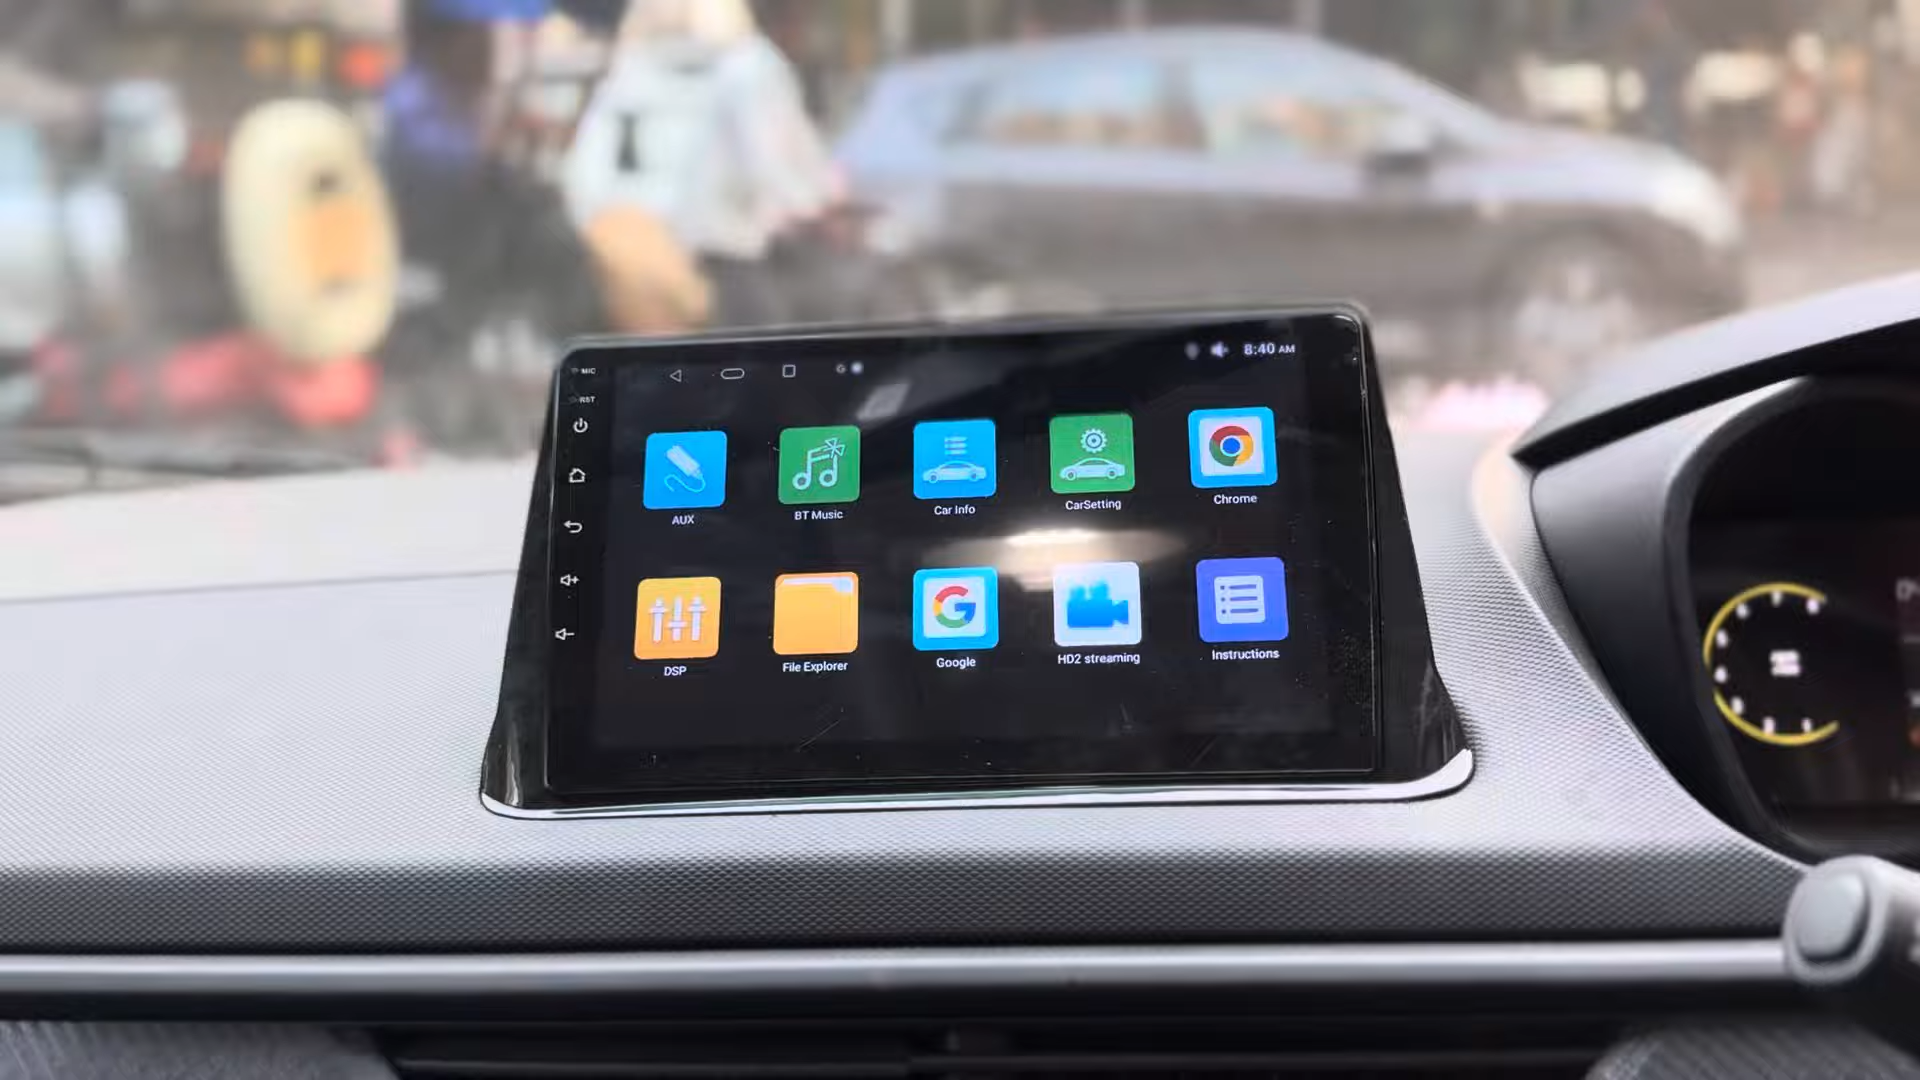 MIC
RST
8:40 AM
AUX
BT Music
Car Info
CarSetting
Chrome
DSP
File Explorer
Google
HD2 streaming
Instructions